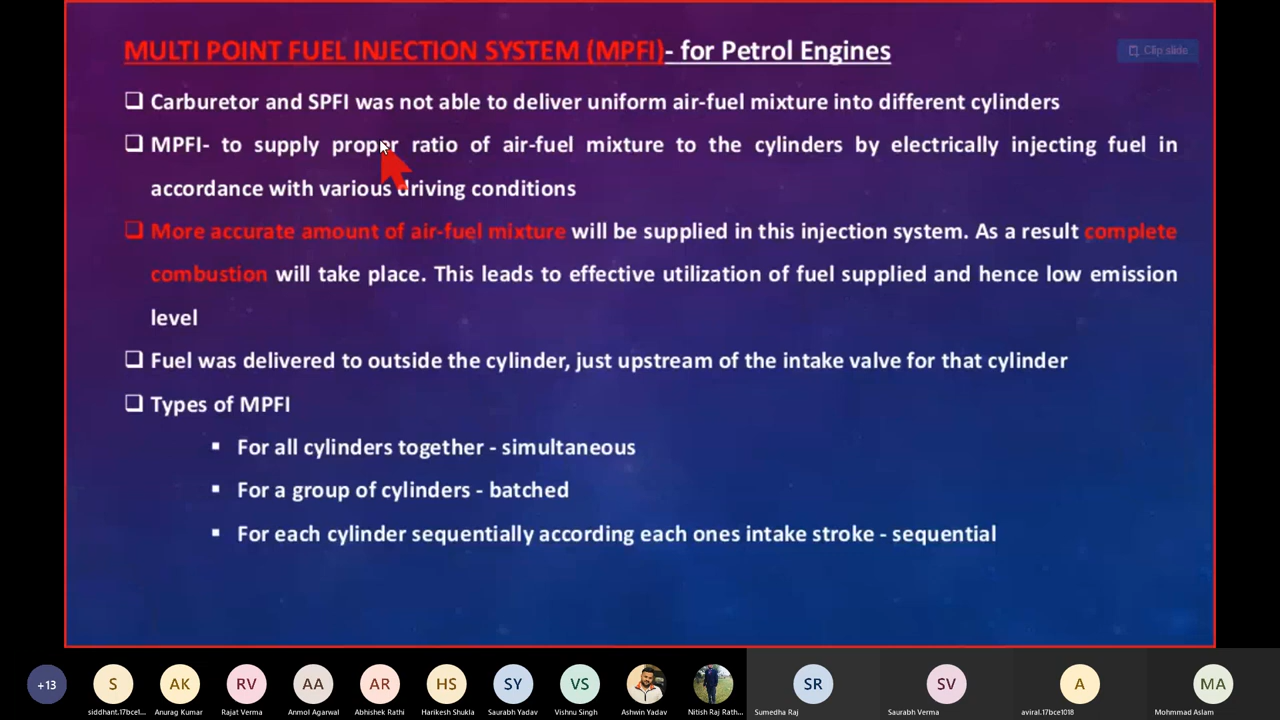 MULTI POINT FUEL INJECTION SYSTEM (MPFI)- for Petrol Engines
Clip slide
Carburetor and SPFI was not able to deliver uniform air-fuel mixture into different cylinders
MPFI- to supply proper ratio of air-fuel mixture to the cylinders by electrically injecting fuel in
accordance with various driving conditions
More accurate amount of air-fuel mixture will be supplied in this injection system. As a result complete
combustion will take place. This leads to effective utilization of fuel supplied and hence low emission
level
Fuel was delivered to outside the cylinder, just upstream of the intake valve for that cylinder
Types of MPFI
For all cylinders together - simultaneous
For a group of cylinders - batched
For each cylinder sequentially according each ones intake stroke - sequential
+13 S AK RV AA AR HS SY VS SR SV A MA
siddhant.17bce1... Anurag Kumar Rajat Verma Anmol Agarwal Abhishek Rathi Harikesh Shukla Saurabh Yadav Vishnu Singh Ashwin Yadav Nitish Raj Rath... Sumedha Raj Saurabh Verma aviral.17bce1018 Mohmmad Aslam